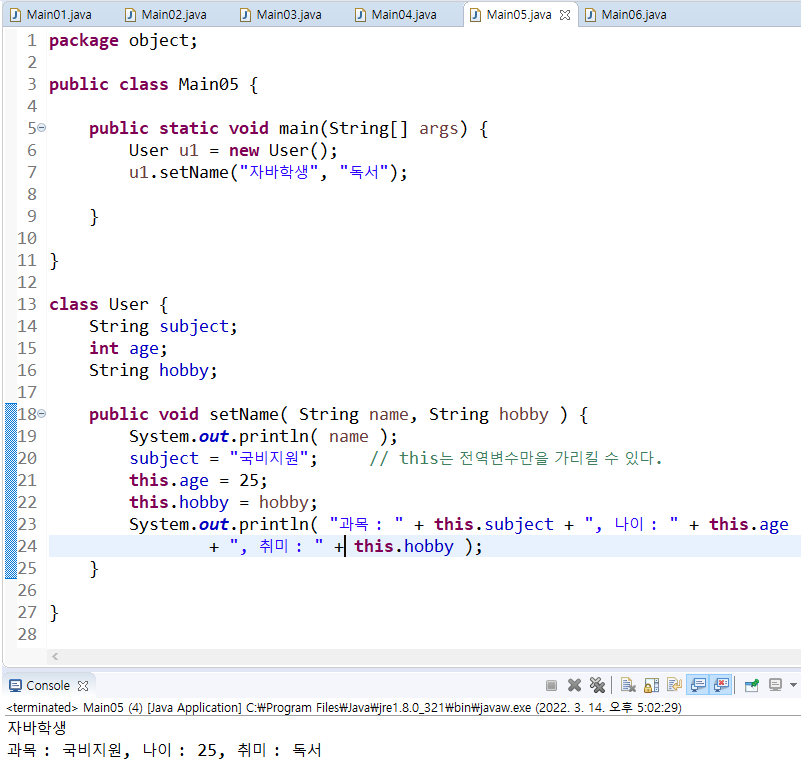 Main01.java Main02.java Main03.java Main04.java Main05.java Main06.java
1 package object;
2
3 public class Main05 {
4
5 public static void main(String[] args) {
6 User u1 = new User();
7 u1.setName("자바학생", "독서");
8
9 }
10
11 }
12
13 class User {
14 String subject;
15 int age;
16 String hobby;
17
18 public void setName( String name, String hobby ) {
19 System.out.println( name );
20 subject = "국비지원"; // this는 전역변수만을 가리킬 수 있다.
21 this.age = 25;
22 this.hobby = hobby;
23 System.out.println( "과목 : " + this.subject + ", 나이 : " + this.age
24 + ", 취미 : " + this.hobby );
25 }
26
27 }
28
Console
<terminated> Main05 (4) [Java Application] C:₩Program Files₩Java₩jre1.8.0_321₩bin₩javaw.exe (2022. 3. 14. 오후 5:02:29)
자바학생
과목 : 국비지원, 나이 : 25, 취미 : 독서